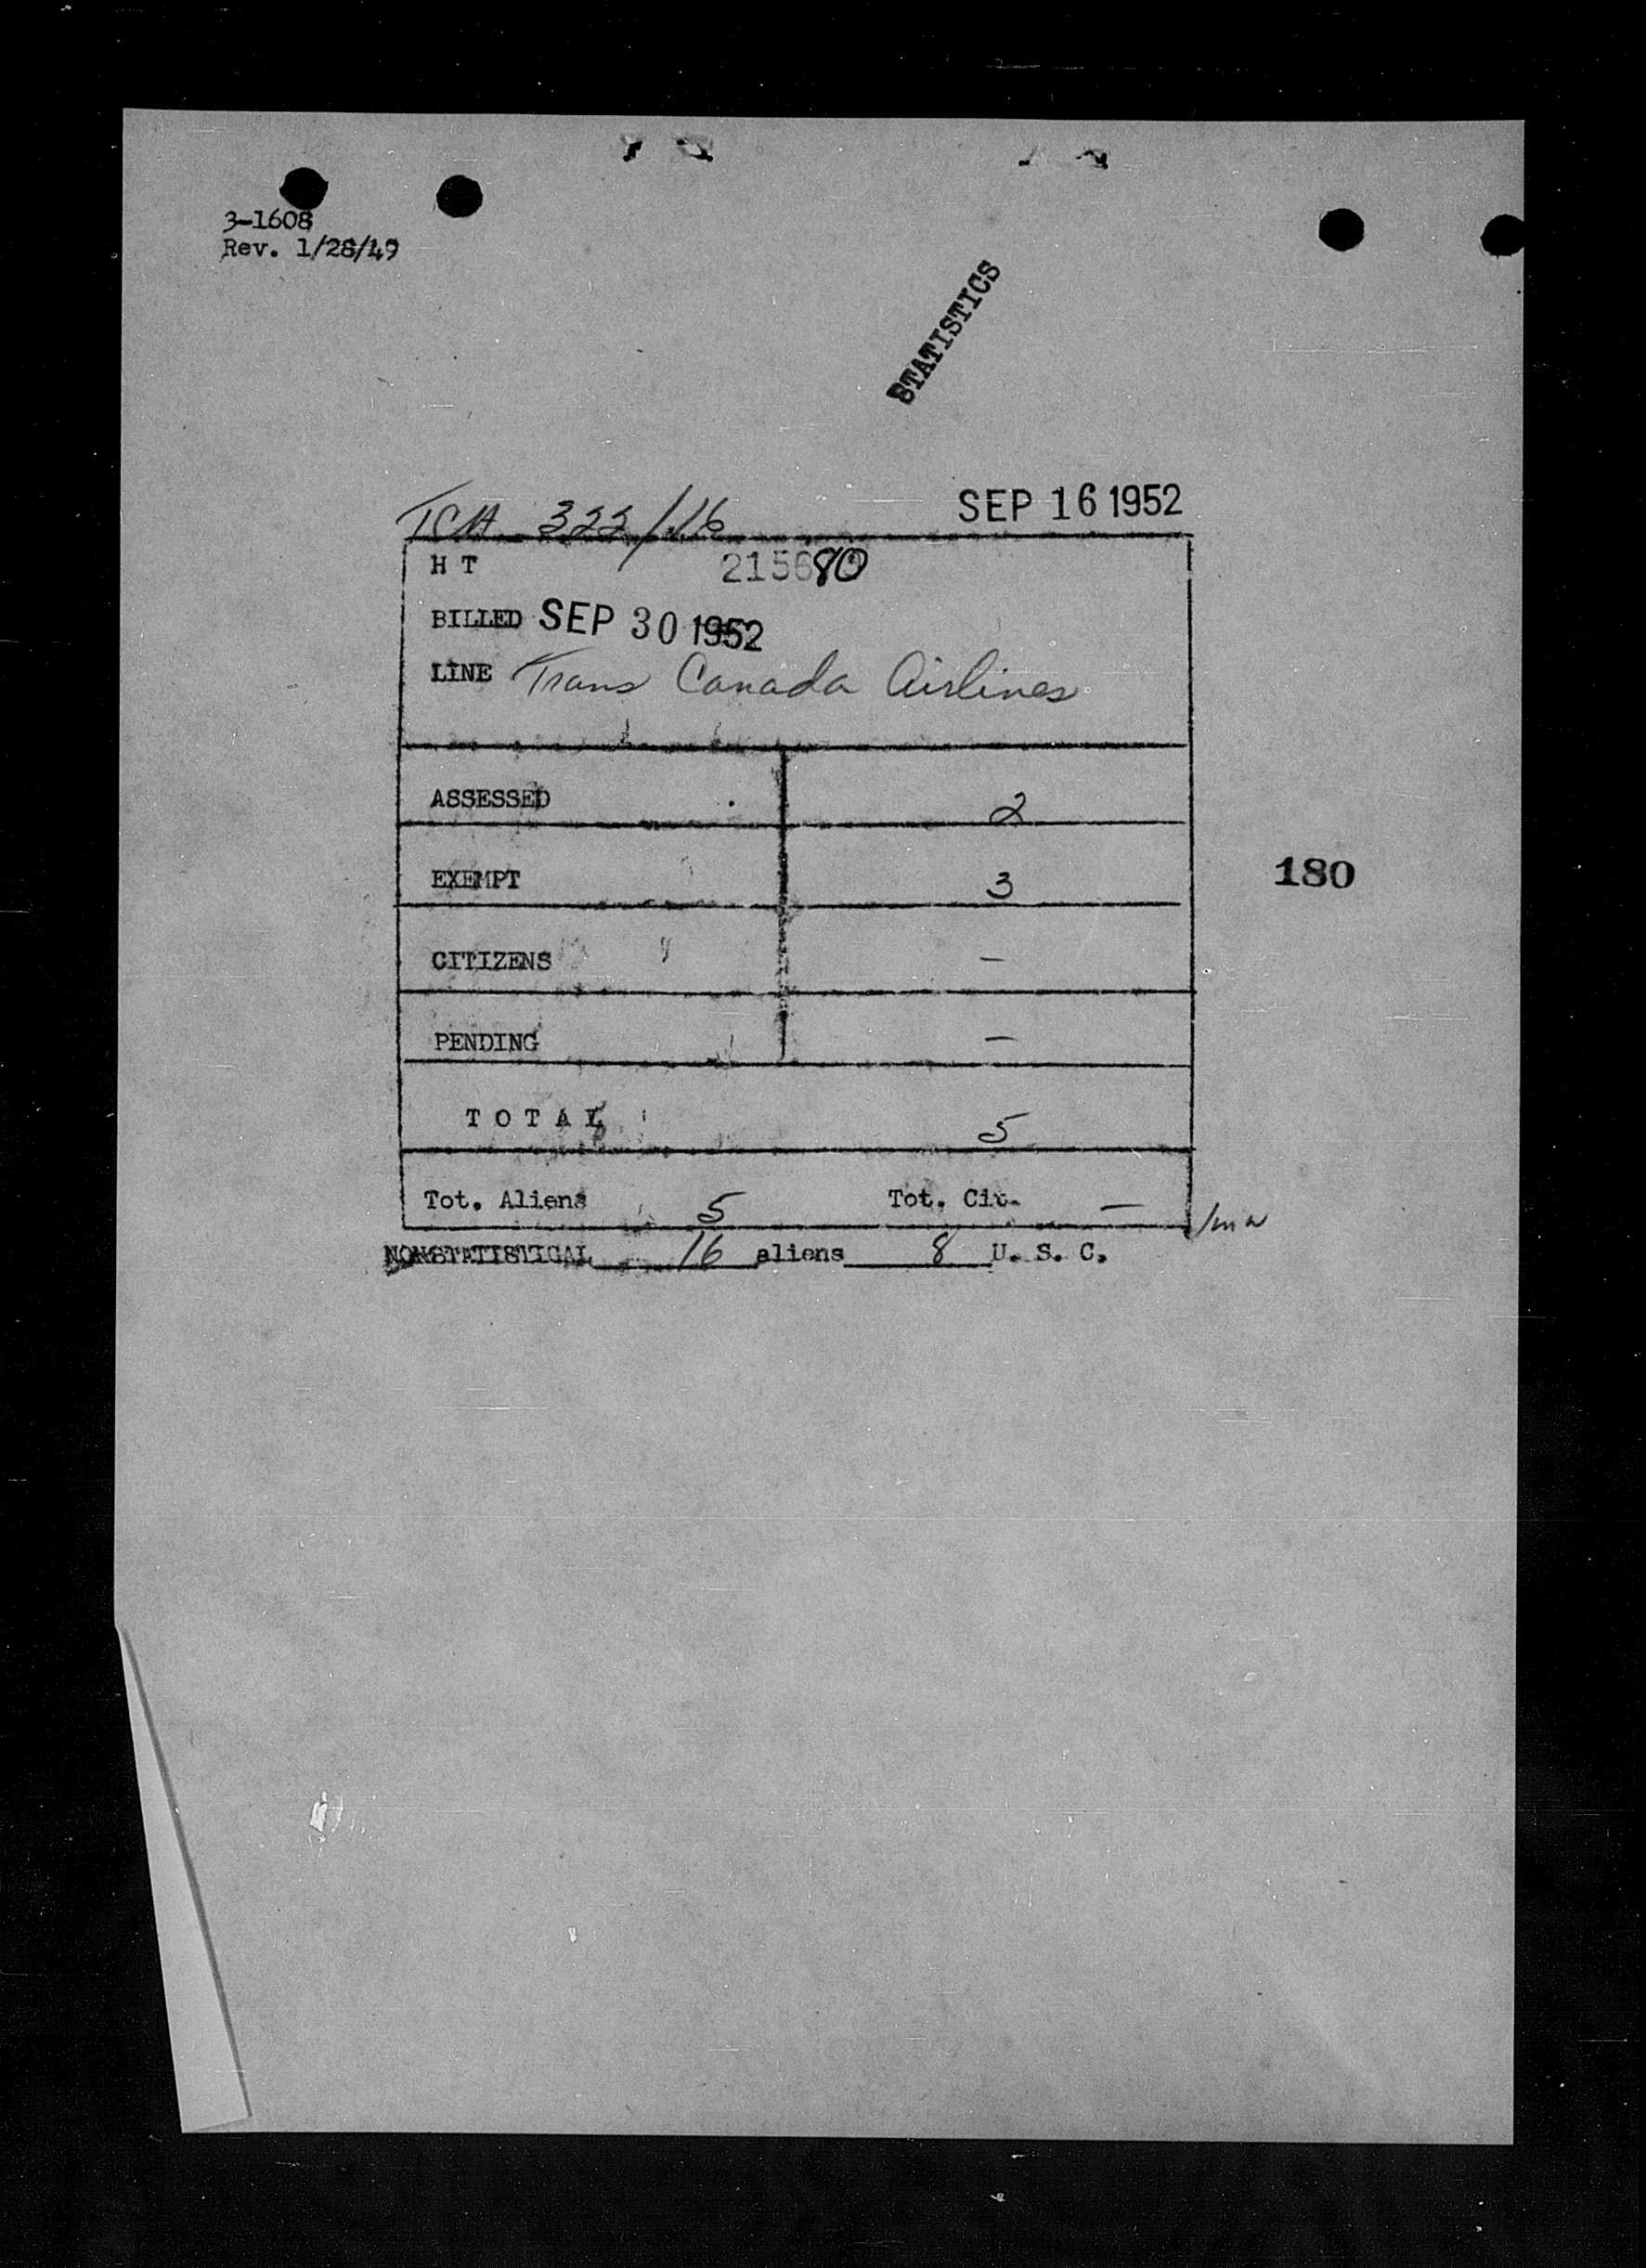 3-1608
Rev. 1/28/49
STATISTICS
TCA 323/16 SEP 16 1952
H T 215680
BILLED SEP 30 1952
LINE Trans Canada Airlines
ASSESSED 2
EXEMPT 3
180
CITIZENS –
PENDING –
T O T A L 5
Tot. Aliens 5 Tot. Cit. –
NONSTATISTICAL 16 aliens 8 U. S. C.